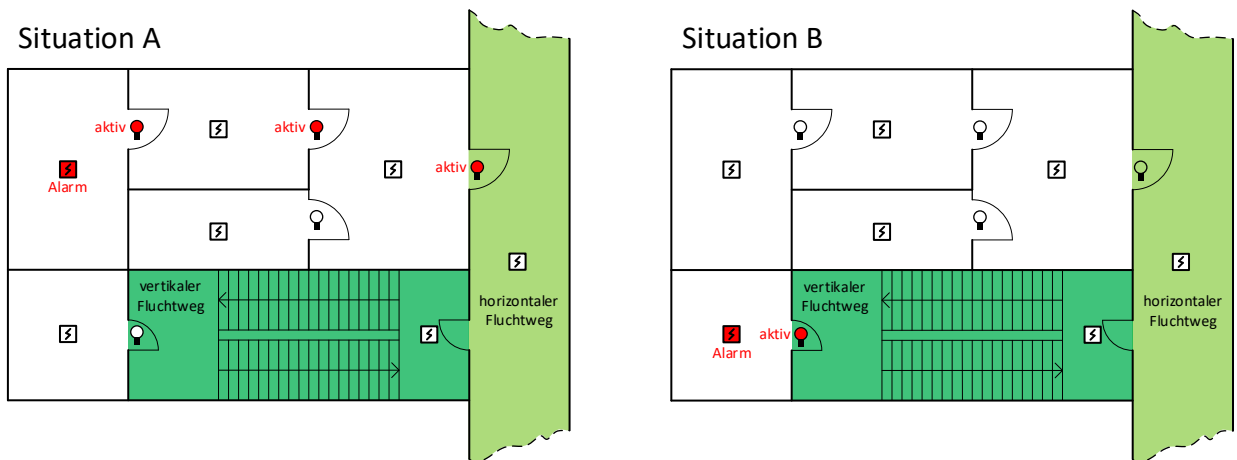 Situation A
aktiv
aktiv
aktiv
Alarm
vertikaler
Fluchtweg
horizontaler
Fluchtweg
Situation B
vertikaler
Fluchtweg
horizontaler
Fluchtweg
aktiv
Alarm